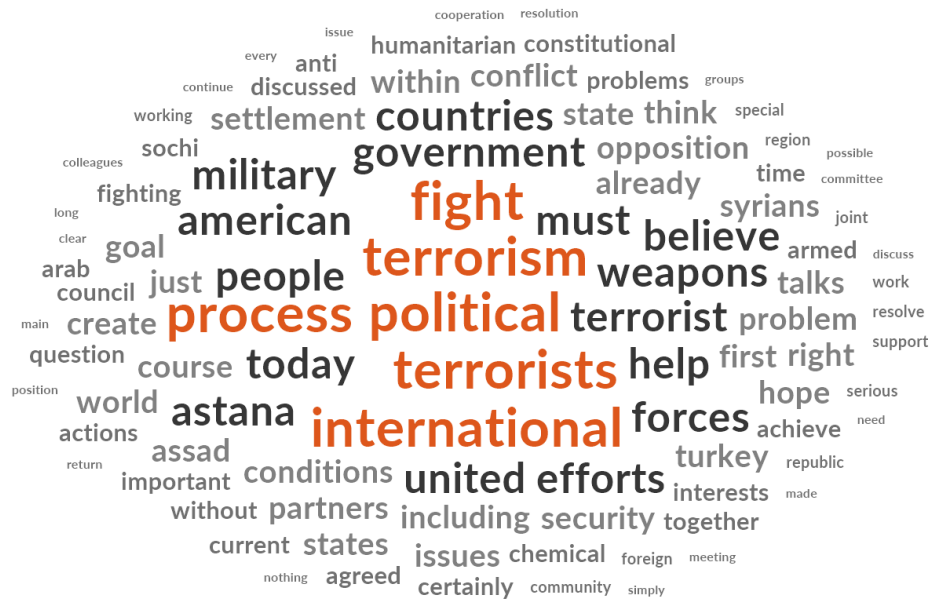 cooperation resolution
issue
humanitarian constitutional
every anti
within conflict problems groups
continue discussed
working settlement countries state think special
sochi government opposition region
colleagues possible
military already time committee
fighting fight syrians
long american must believe joint
clear goal terrorism armed discuss
arab just people weapons talks work
council
main create process political terrorist problem resolve
question support
course today terrorists help first right
position world hope serious
astana international forces achieve need
actions
assad turkey
return conditions republic
important united efforts interests made
without partners including security together
current states
issues chemical foreign meeting
nothing agreed certainly community simply